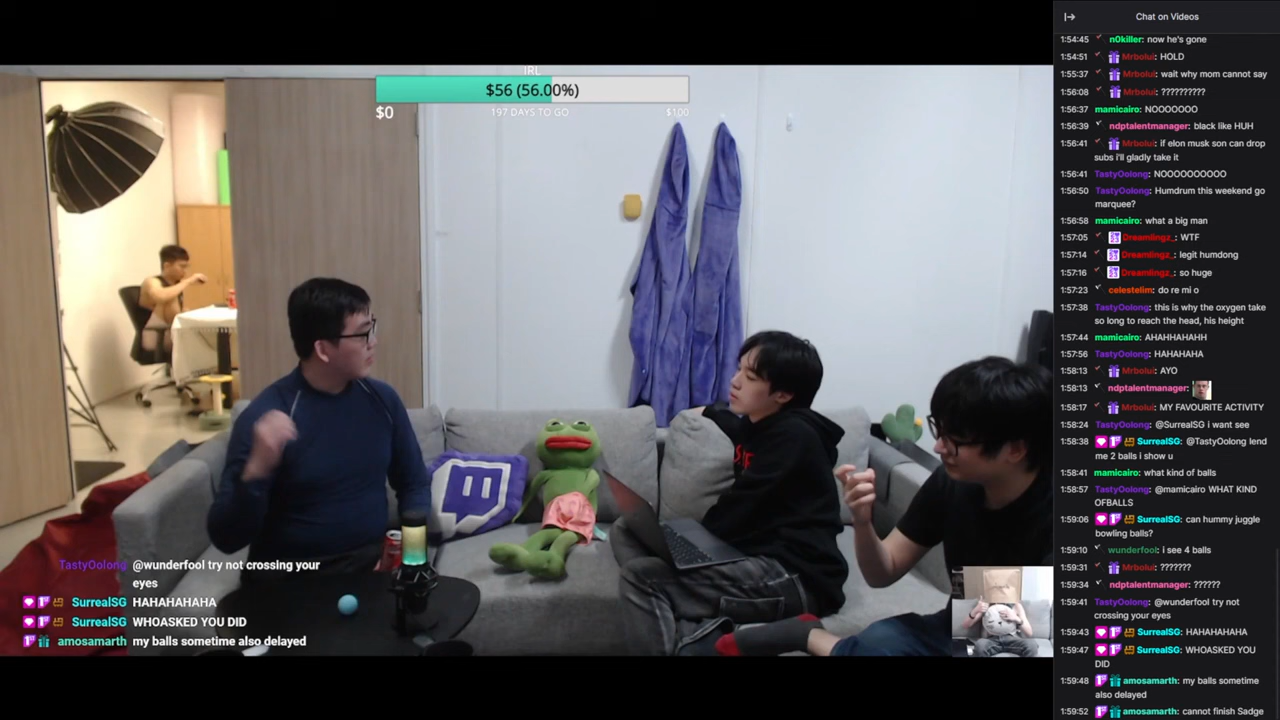 IRL
$56 (56.00%)
$0
197 DAYS TO GO
$100
TastyOolong @wunderfool try not crossing your
eyes
SurrealSG HAHAHAHAHA
SurrealSG WHOASKED YOU DID
amosamarth my balls sometime also delayed
Chat on Videos
1:54:45 n0killer: now he's gone
1:54:51 Mrbolui: HOLD
1:55:37 Mrbolui: wait why mom cannot say
1:56:08 Mrbolui: ??????????
1:56:37 mamicairo: NOOOOOOO
1:56:39 ndptalentmanager: black like HUH
1:56:41 Mrbolui: if elon musk son can drop
subs i'll gladly take it
1:56:41 TastyOolong: NOOOOOOOOOO
1:56:50 TastyOolong: Humdrum this weekend go
marquee?
1:56:58 mamicairo: what a big man
1:57:05 Dreamlingz_: WTF
1:57:14 Dreamlingz_: legit humdong
1:57:16 Dreamlingz_: so huge
1:57:23 celestelim: do re mi o
1:57:38 TastyOolong: this is why the oxygen take
so long to reach the head, his height
1:57:44 mamicairo: AHAHHAHAHH
1:57:56 TastyOolong: HAHAHAHA
1:58:13 Mrbolui: AYO
1:58:13 ndptalentmanager:
1:58:17 Mrbolui: MY FAVOURITE ACTIVITY
1:58:24 TastyOolong: @SurrealSG i want see
1:58:38 SurrealSG: @TastyOolong lend
me 2 balls i show u
1:58:41 mamicairo: what kind of balls
1:58:57 TastyOolong: @mamicairo WHAT KIND
OFBALLS
1:59:06 SurrealSG: can hummy juggle
bowling balls?
1:59:10 wunderfool: i see 4 balls
1:59:31 Mrbolui: ???????
1:59:34 ndptalentmanager: ??????
1:59:41 TastyOolong: @wunderfool try not
crossing your eyes
1:59:43 SurrealSG: HAHAHAHAHA
1:59:47 SurrealSG: WHOASKED YOU
DID
1:59:48 amosamarth: my balls sometime
also delayed
1:59:52 amosamarth: cannot finish Sadge